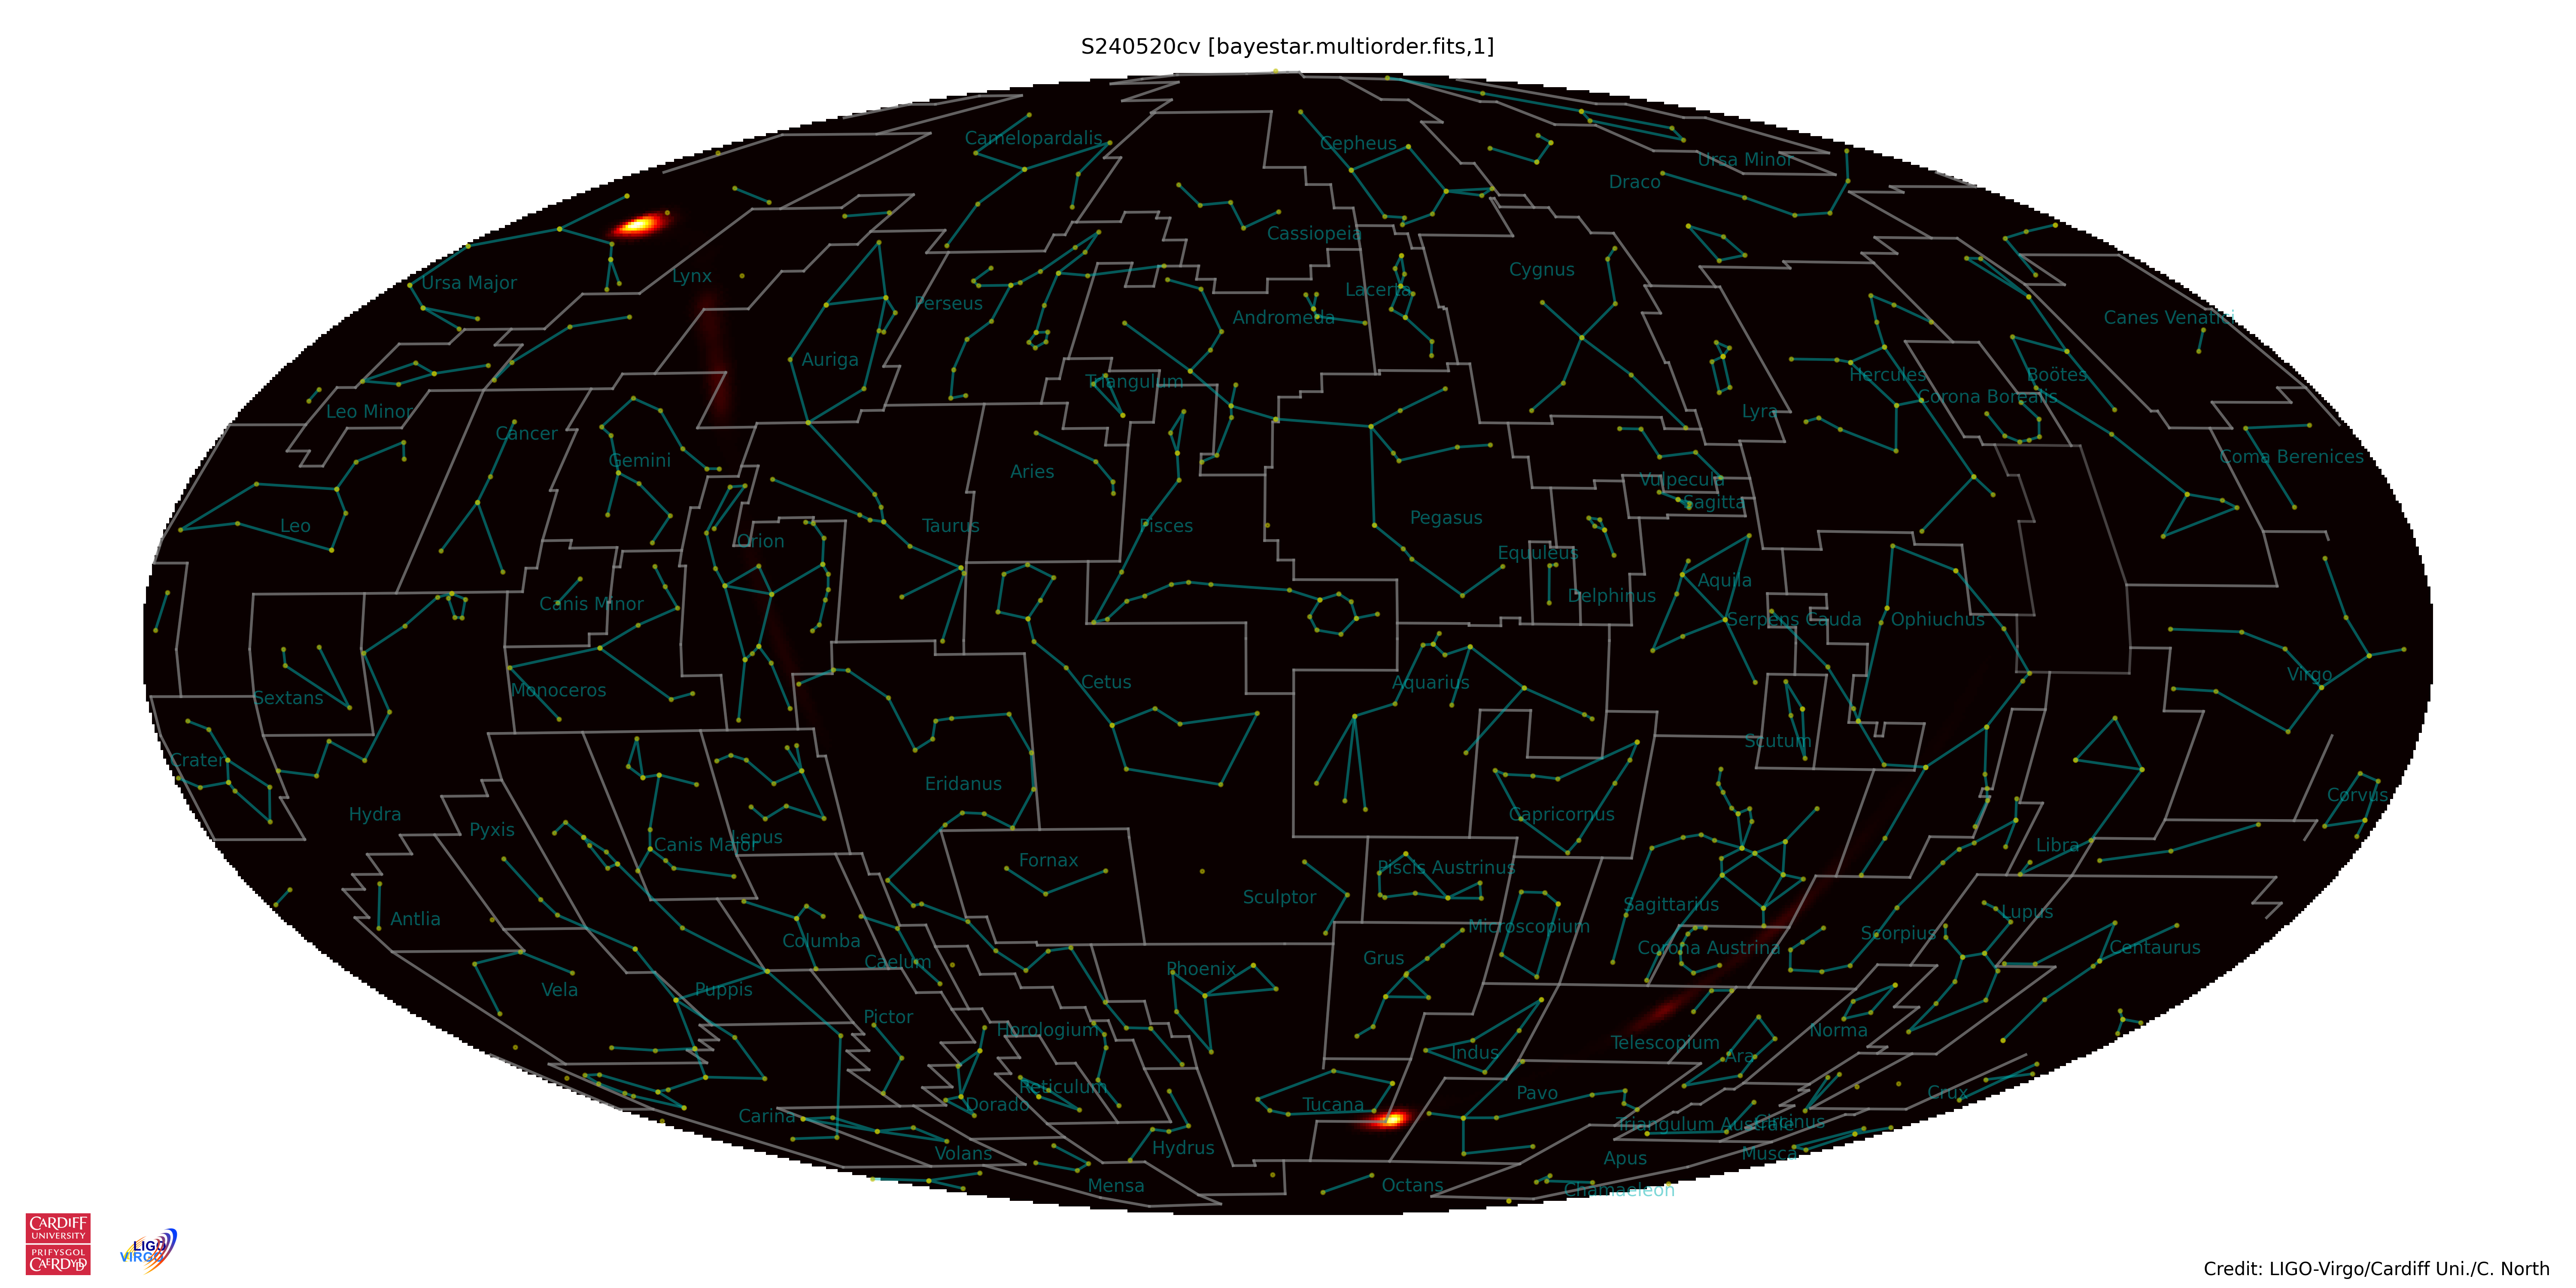 S240520cv [bayestar.multiorder.fits,1]
Camelopardalis
Cepheus
Ursa Minor
Draco
Cassiopeia
Lynx
Cygnus
Ursa Major
Lacerta
Perseus
Andromeda
Canes Venatici
Auriga
Triangulum
Hercules
Boötes
Corona Borealis
Leo Minor
Lyra
Cancer
Gemini
Aries
Coma Berenices
Vulpecula
Sagitta
Leo
Taurus
Pisces
Pegasus
Orion
Equuleus
Aquila
Delphinus
Canis Minor
Serpens Cauda
Ophiuchus
Virgo
Cetus
Aquarius
Monoceros
Sextans
Scutum
Crater
Eridanus
Corvus
Hydra
Capricornus
Pyxis
Lepus
Canis Major
Libra
Fornax
Piscis Austrinus
Sculptor
Sagittarius
Lupus
Antlia
Microscopium
Scorpius
Columba
Corona Austrina
Centaurus
Caelum
Grus
Phoenix
Vela
Puppis
Pictor
Horologium
Norma
Telescopium
Indus
Ara
Reticulum
Pavo
Crux
Dorado
Tucana
Carina
Triangulum Australe
Circinus
Hydrus
Volans
Musca
Apus
Mensa
Octans
Chamaeleon
CARDIFF
UNIVERSITY
PRIFYSGOL
CAERDYDD
LIGO
VIRGO
Credit: LIGO-Virgo/Cardiff Uni./C. North